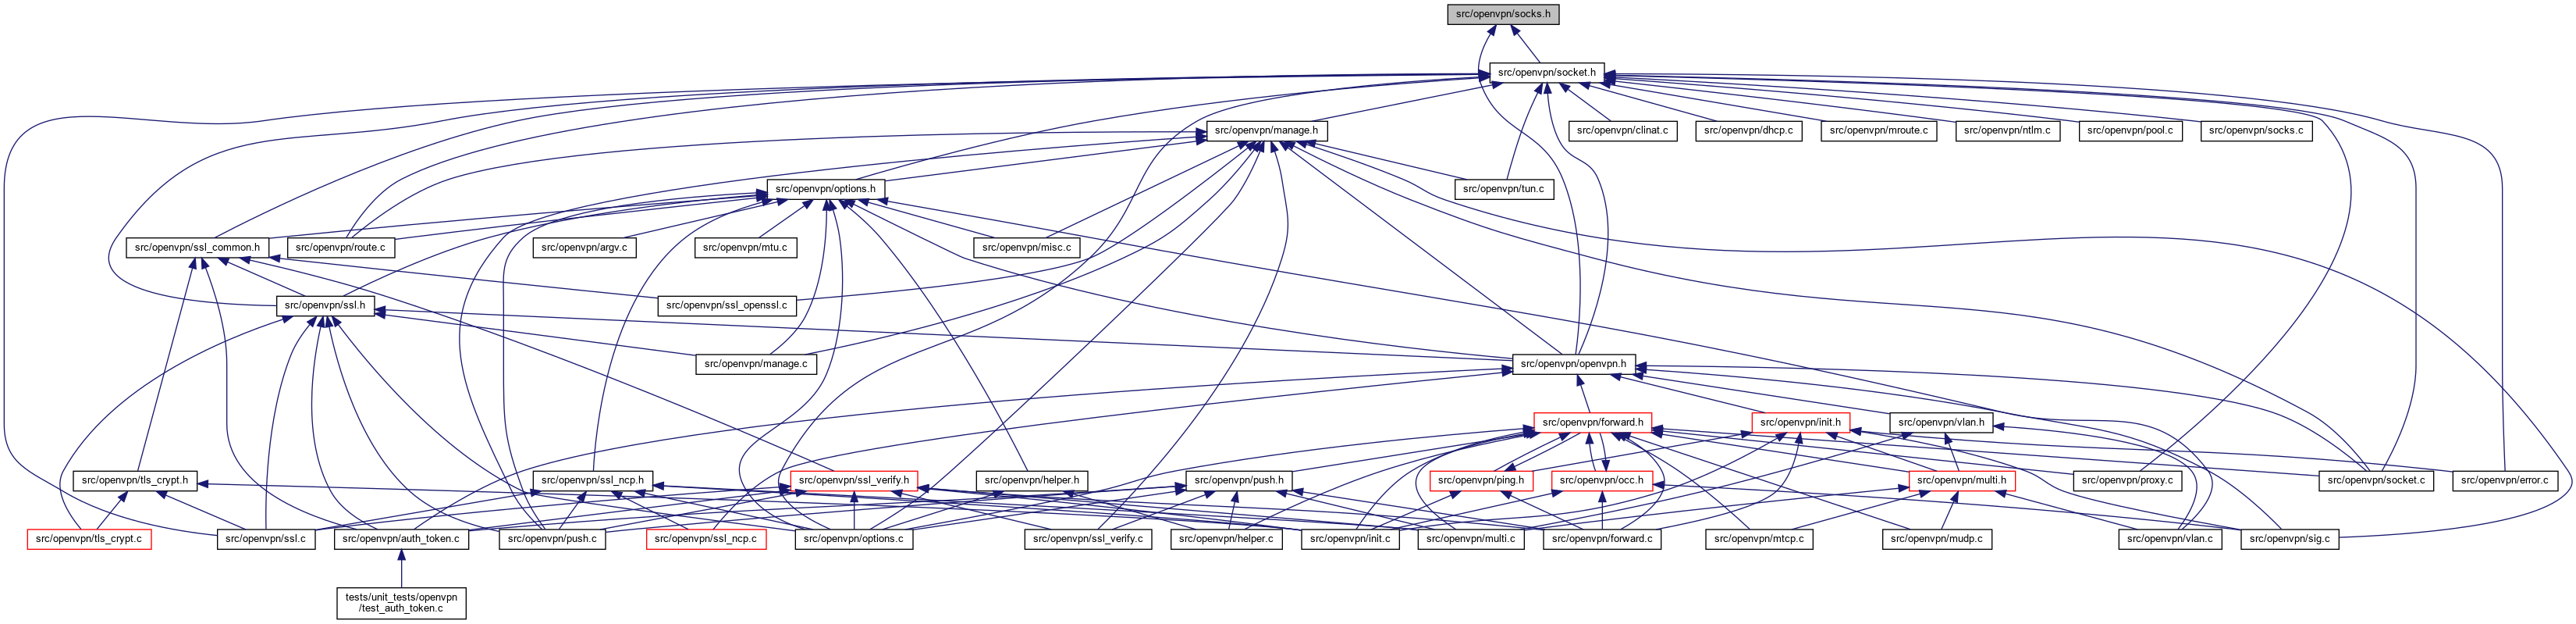 src/openvpn/socks.h
src/openvpn/socket.h
src/openvpn/manage.h
src/openvpn/clinat.c
src/openvpn/dhcp.c
src/openvpn/mroute.c
src/openvpn/ntlm.c
src/openvpn/pool.c
src/openvpn/socks.c
src/openvpn/options.h
src/openvpn/tun.c
src/openvpn/ssl_common.h
src/openvpn/route.c
src/openvpn/argv.c
src/openvpn/mtu.c
src/openvpn/misc.c
src/openvpn/ssl.h
src/openvpn/ssl_openssl.c
src/openvpn/manage.c
src/openvpn/openvpn.h
src/openvpn/forward.h
src/openvpn/init.h
src/openvpn/vlan.h
src/openvpn/tls_crypt.h
src/openvpn/ssl_ncp.h
src/openvpn/ssl_verify.h
src/openvpn/helper.h
src/openvpn/push.h
src/openvpn/ping.h
src/openvpn/occ.h
src/openvpn/multi.h
src/openvpn/proxy.c
src/openvpn/socket.c
src/openvpn/error.c
src/openvpn/tls_crypt.c
src/openvpn/ssl.c
src/openvpn/auth_token.c
src/openvpn/push.c
src/openvpn/ssl_ncp.c
src/openvpn/options.c
src/openvpn/ssl_verify.c
src/openvpn/helper.c
src/openvpn/init.c
src/openvpn/multi.c
src/openvpn/forward.c
src/openvpn/mtcp.c
src/openvpn/mudp.c
src/openvpn/vlan.c
src/openvpn/sig.c
tests/unit_tests/openvpn
/test_auth_token.c